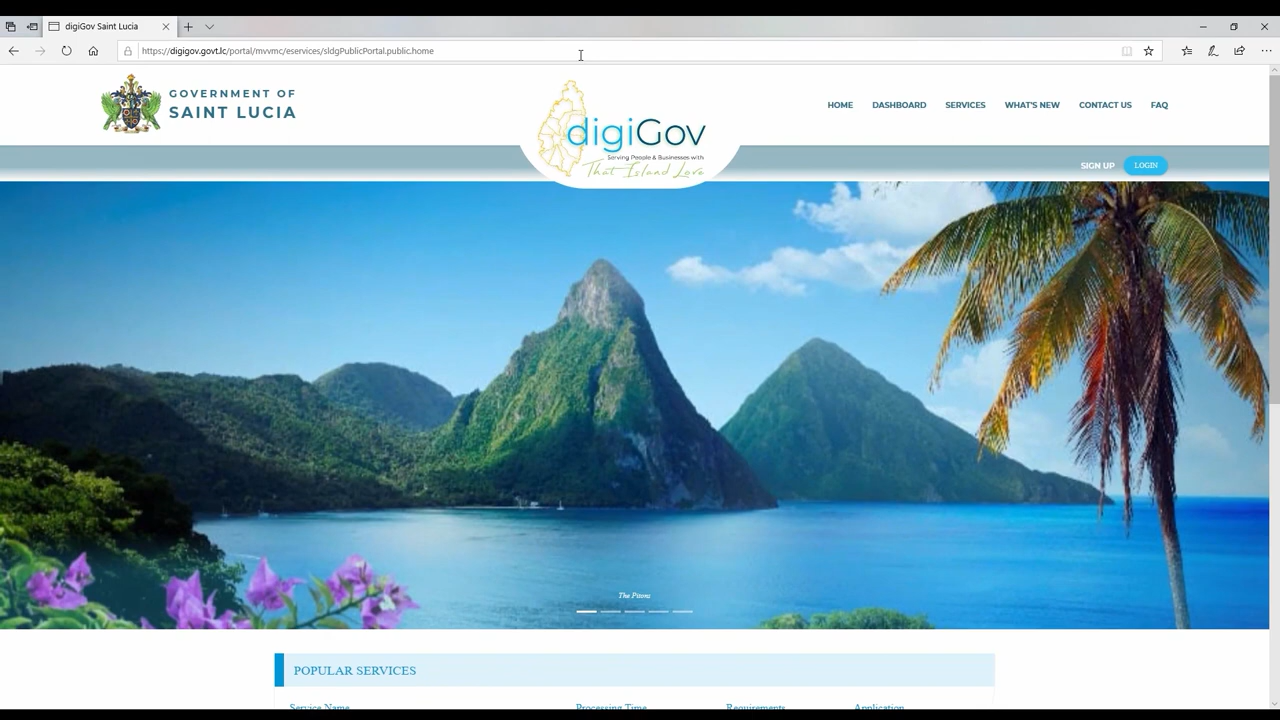 digiGov Saint Lucia
https://digigov.govt.lc/portal/mvvmc/eservices/sldgPublicPortal.public.home
GOVERNMENT OF
SAINT LUCIA
digiGov
Serving People & Businesses with
That Island Love
HOME DASHBOARD SERVICES WHAT'S NEW CONTACT US FAQ
SIGN UP LOGIN
The Pitons
POPULAR SERVICES
Service Name Processing Time Requirements Application